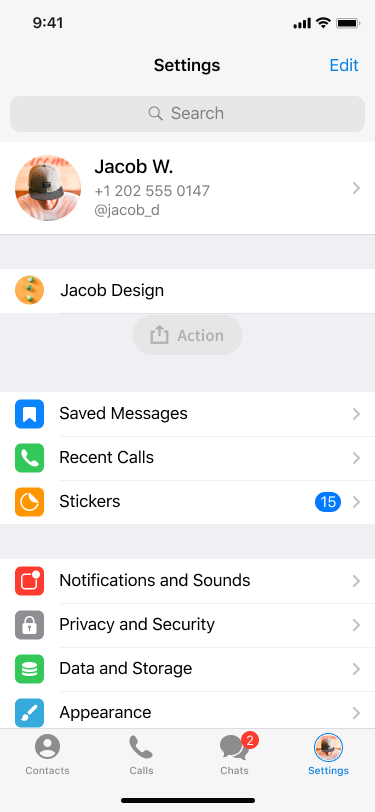 9:41
Settings
Edit
Search
Jacob W.
+1 202 555 0147
@jacob_d
Jacob Design
Action
Saved Messages
Recent Calls
Stickers
15
Notifications and Sounds
Privacy and Security
Data and Storage
Appearance
2
Contacts
Calls
Chats
Settings